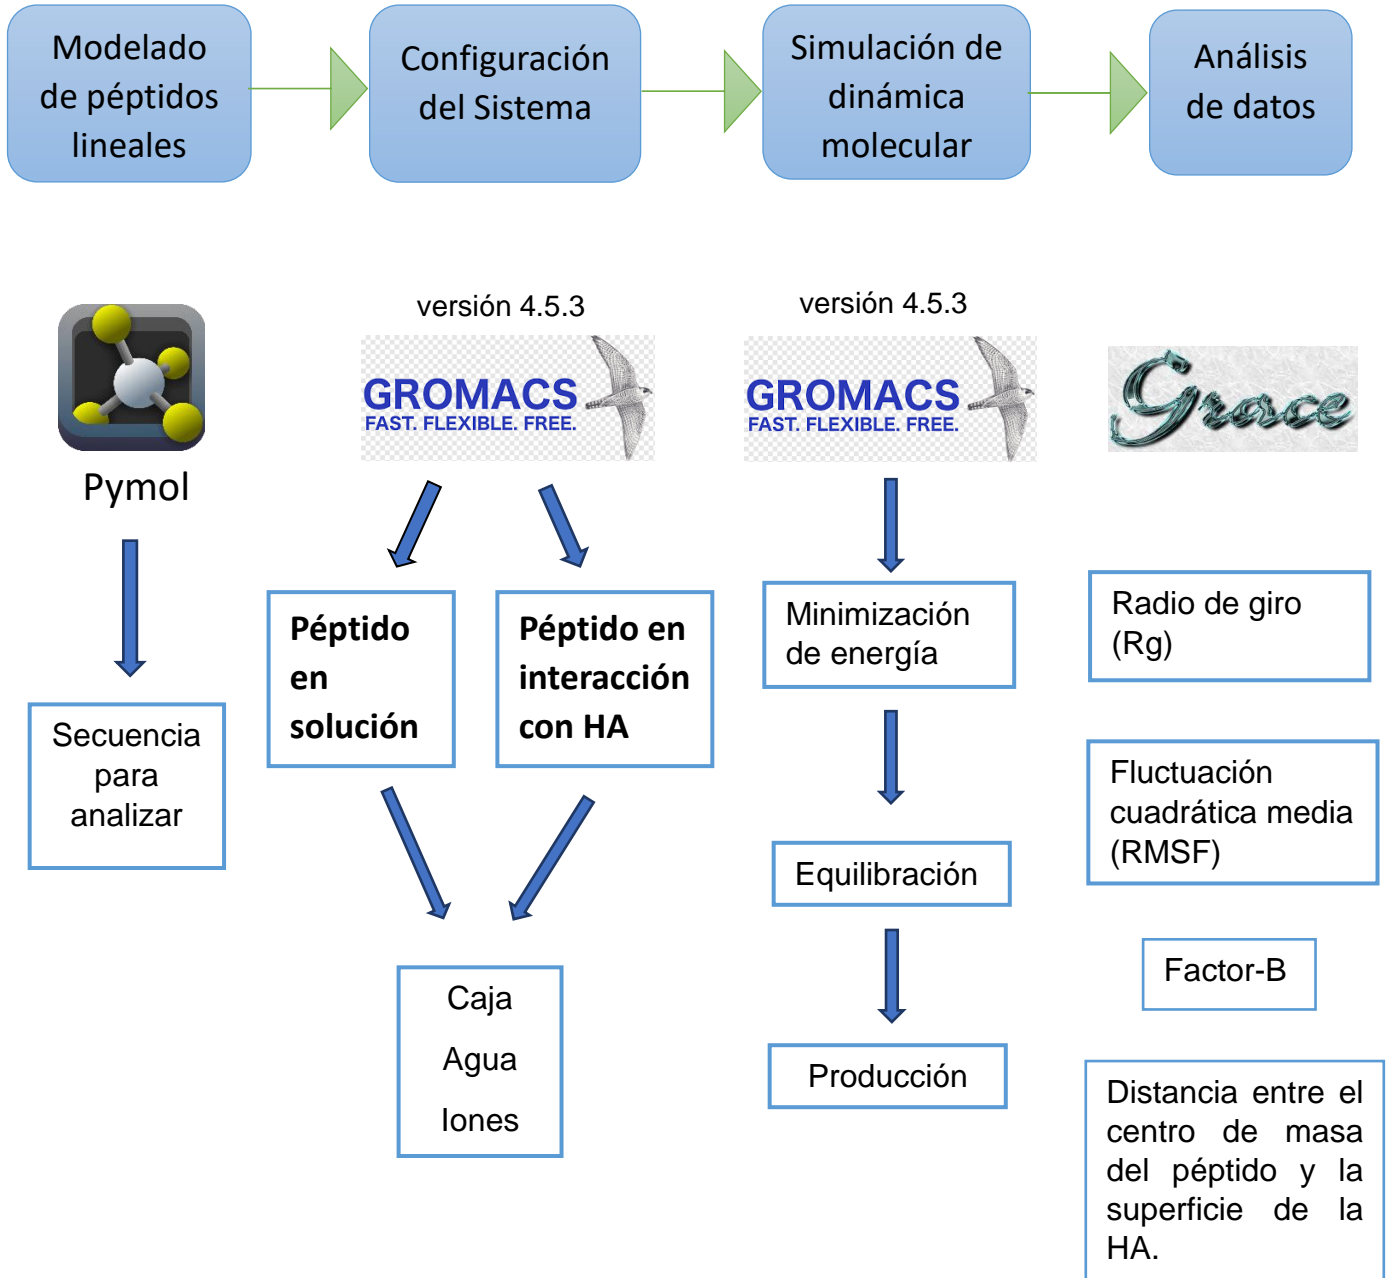 Modelado
de péptidos
lineales
Configuración
del Sistema
Simulación de
dinámica
molecular
Análisis
de datos
Pymol
Secuencia
para
analizar
versión 4.5.3
GROMACS
FAST. FLEXIBLE. FREE.
Péptido
en
solución
Péptido en
interacción
con HA
Caja
Agua
Iones
versión 4.5.3
GROMACS
FAST. FLEXIBLE. FREE.
Minimización
de energía
Equilibración
Producción
Grace
Radio de giro
(Rg)
Fluctuación
cuadrática media
(RMSF)
Factor-B
Distancia entre el
centro de masa
del péptido y la
superficie de la
HA.